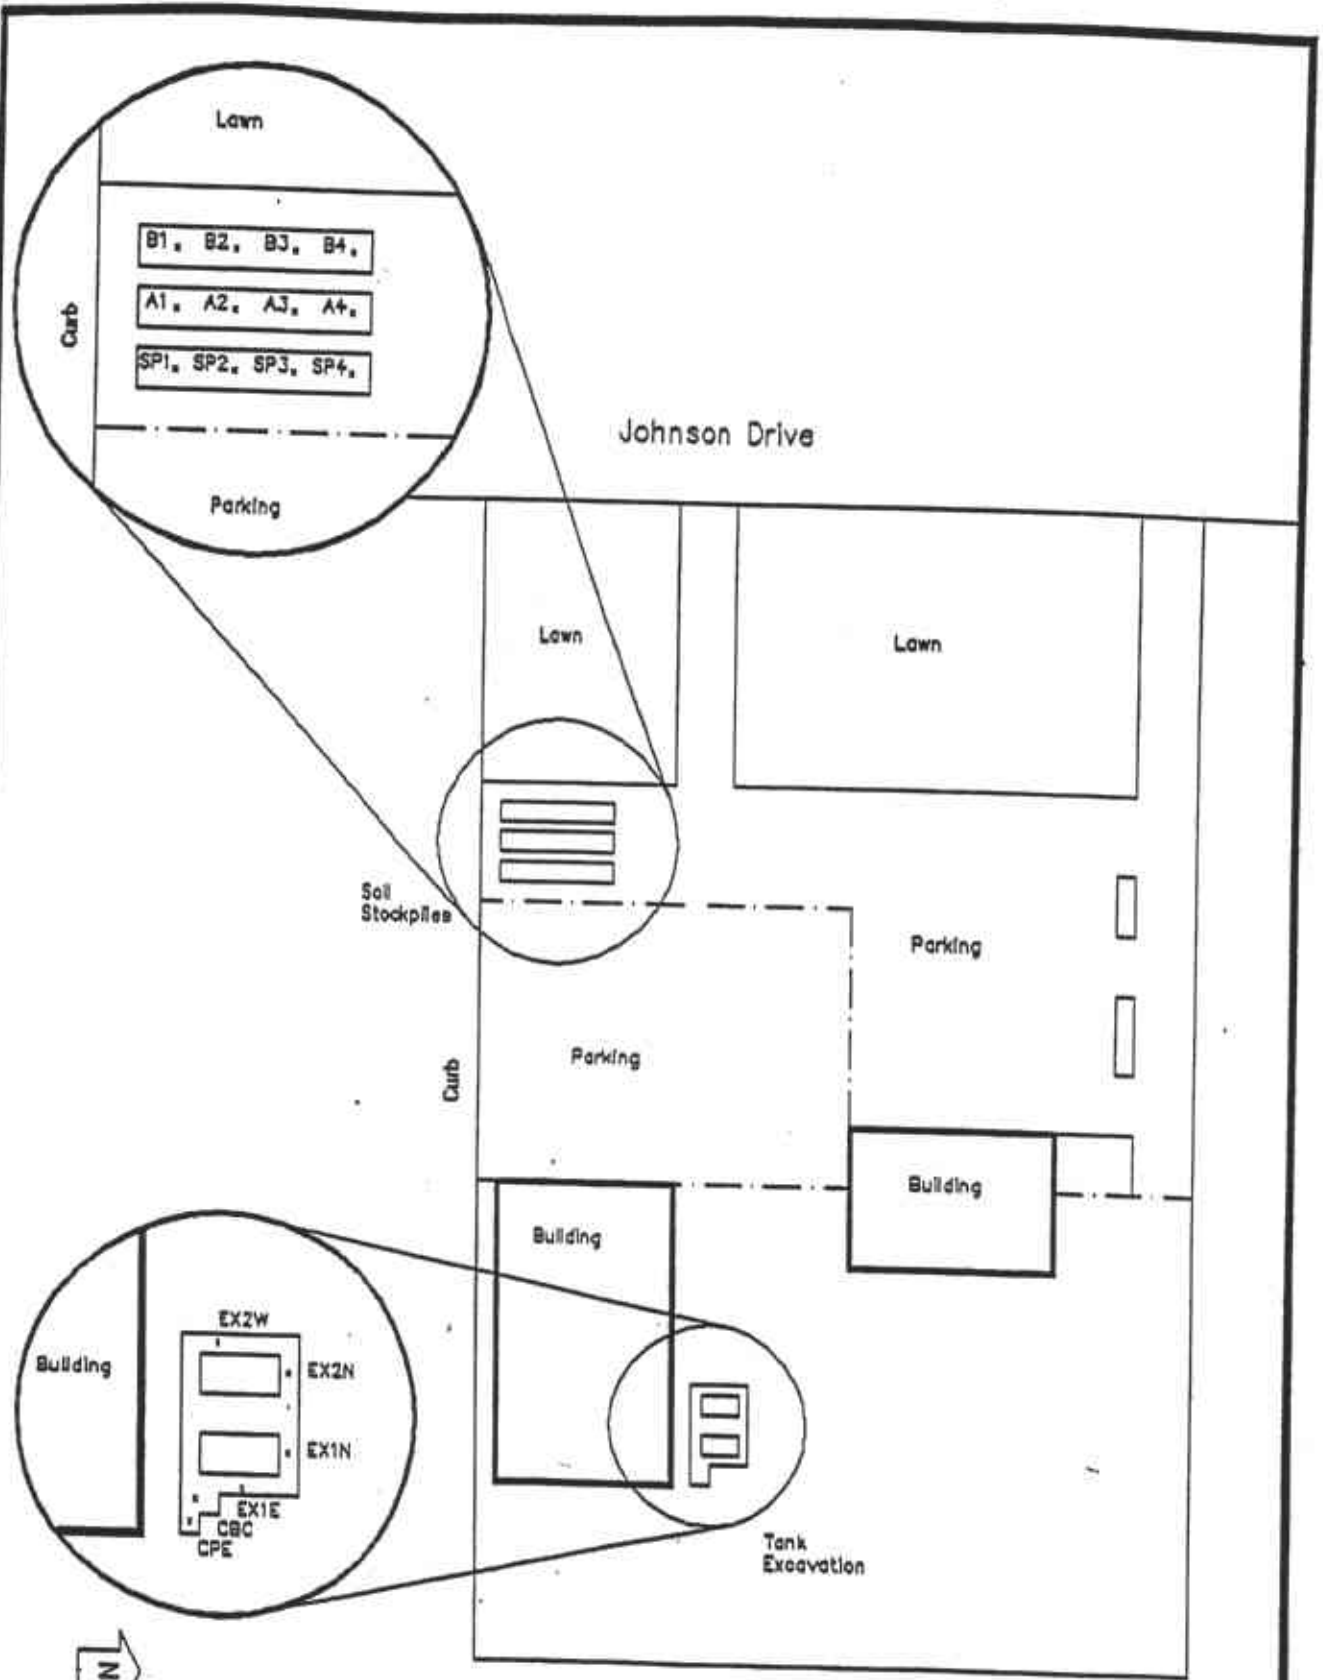 Lawn
B1. B2. B3. B4.
A1. A2. A3. A4.
SP1. SP2. SP3. SP4.
Curb
Parking
Johnson Drive
Lawn
Lawn
Soil
Stockpiles
Parking
Parking
Curb
Building
Building
EX2W
Building
EX2N
EX1N
EX1E
CBC
CPE
Tank
Excavation
N